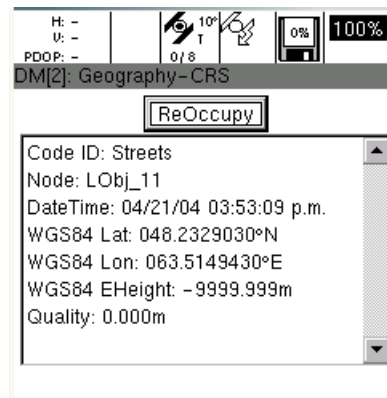 H: -
V: -
PDOP: -
10°
T
0/8
0%
100%
DM[2]: Geography-CRS
ReOccupy
Code ID: Streets
Node: LObj_11
DateTime: 04/21/04 03:53:09 p.m.
WGS84 Lat: 048.2329030°N
WGS84 Lon: 063.5149430°E
WGS84 EHeight: -9999.999m
Quality: 0.000m